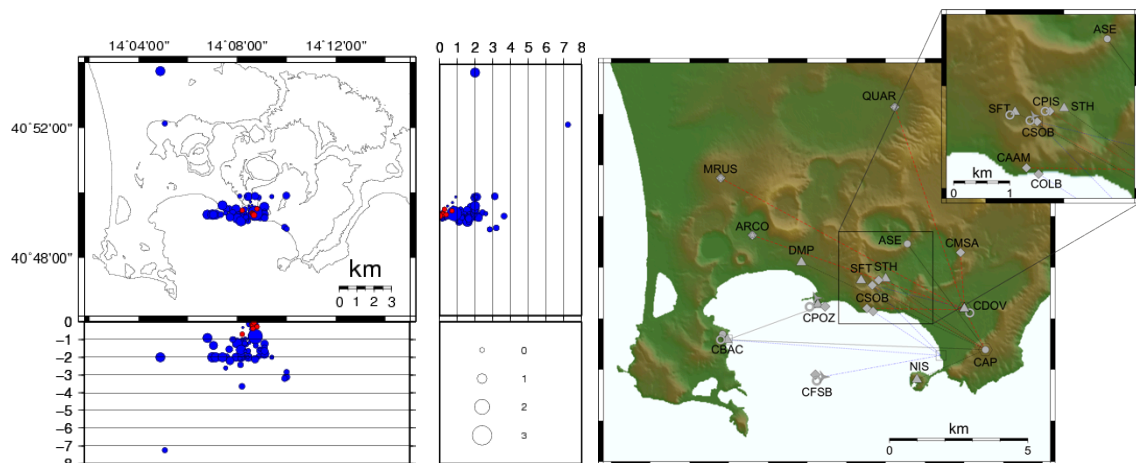 14°04'00" 14°08'00" 14°12'00"
0 1 2 3 4 5 6 7 8
40°52'00"
40°48'00"
km
0 1 2 3
0
-1
-2
-3
-4
-5
-6
-7
-8
0
1
2
3
QUAR
MRUS
ARCO
DMP
ASE
CMSA
SFT
STH
CSOB
CPOZ
CDOV
CBAC
CAP
NIS
CFSB
km
0 5
ASE
SFT
CPIS
STH
CSOB
CAAM
COLB
km
0 1